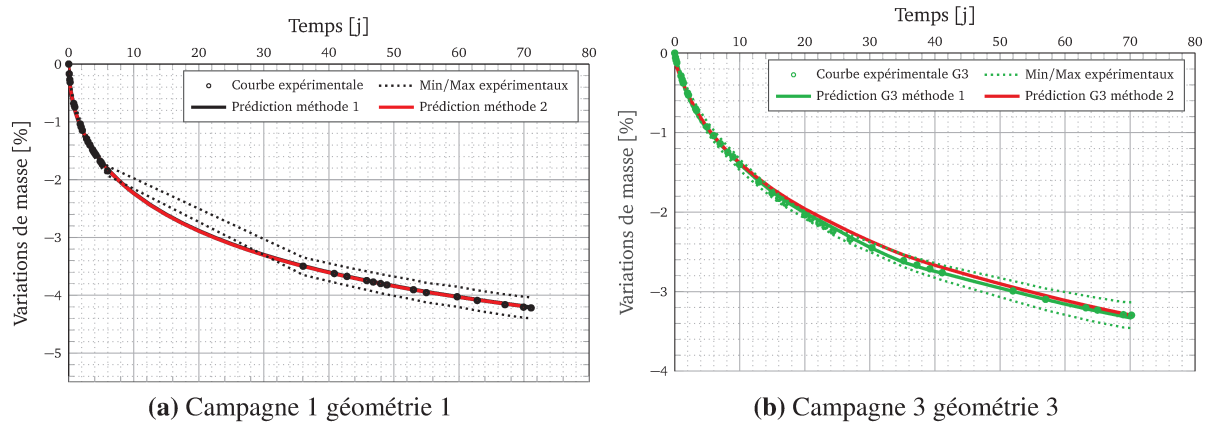 Temps [j]
0 10 20 30 40 50 60 70 80
Variations de masse [%]
0
−1
−2
−3
−4
−5
Courbe expérimentale
Min/Max expérimentaux
Prédiction méthode 1
Prédiction méthode 2
(a) Campagne 1 géométrie 1
Temps [j]
0 10 20 30 40 50 60 70 80
Variations de masse [%]
0
−1
−2
−3
−4
Courbe expérimentale G3
Min/Max expérimentaux
Prédiction G3 méthode 1
Prédiction G3 méthode 2
(b) Campagne 3 géométrie 3